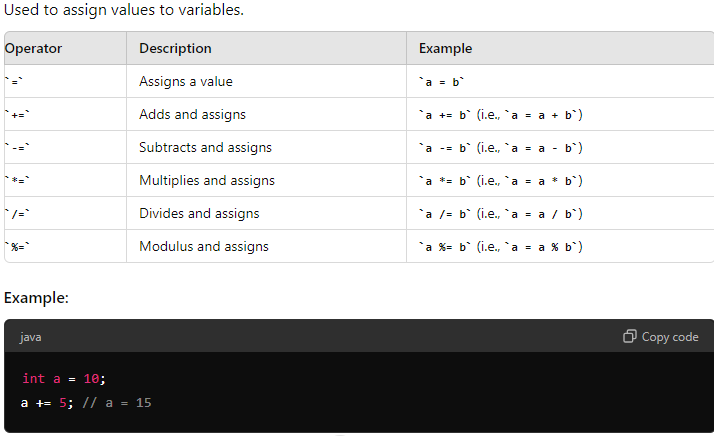 Used to assign values to variables.
Operator Description Example
`=` Assigns a value `a = b`
`+=` Adds and assigns `a += b` (i.e., `a = a + b`)
`-=` Subtracts and assigns `a -= b` (i.e., `a = a - b`)
`*=` Multiplies and assigns `a *= b` (i.e., `a = a * b`)
`/=` Divides and assigns `a /= b` (i.e., `a = a / b`)
`%=` Modulus and assigns `a %= b` (i.e., `a = a % b`)
Example:
java Copy code
int a = 10;
a += 5; // a = 15